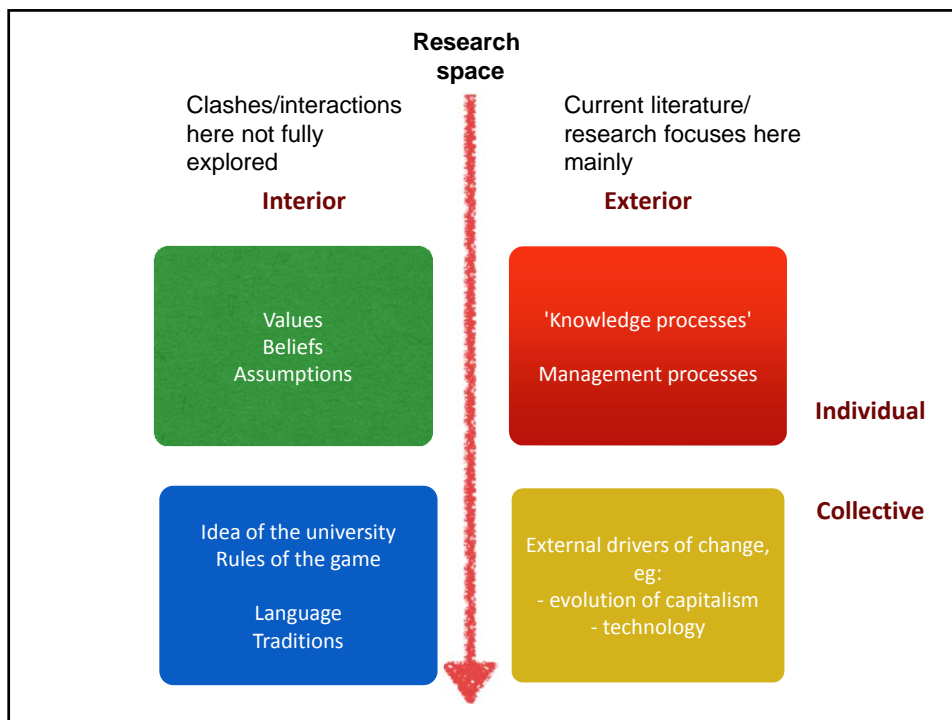 Research
space
Clashes/interactions
here not fully
explored
Current literature/
research focuses here
mainly
Interior
Exterior
Values
Beliefs
Assumptions
'Knowledge processes'
Management processes
Individual
Idea of the university
Rules of the game
Language
Traditions
External drivers of change,
eg:
- evolution of capitalism
- technology
Collective